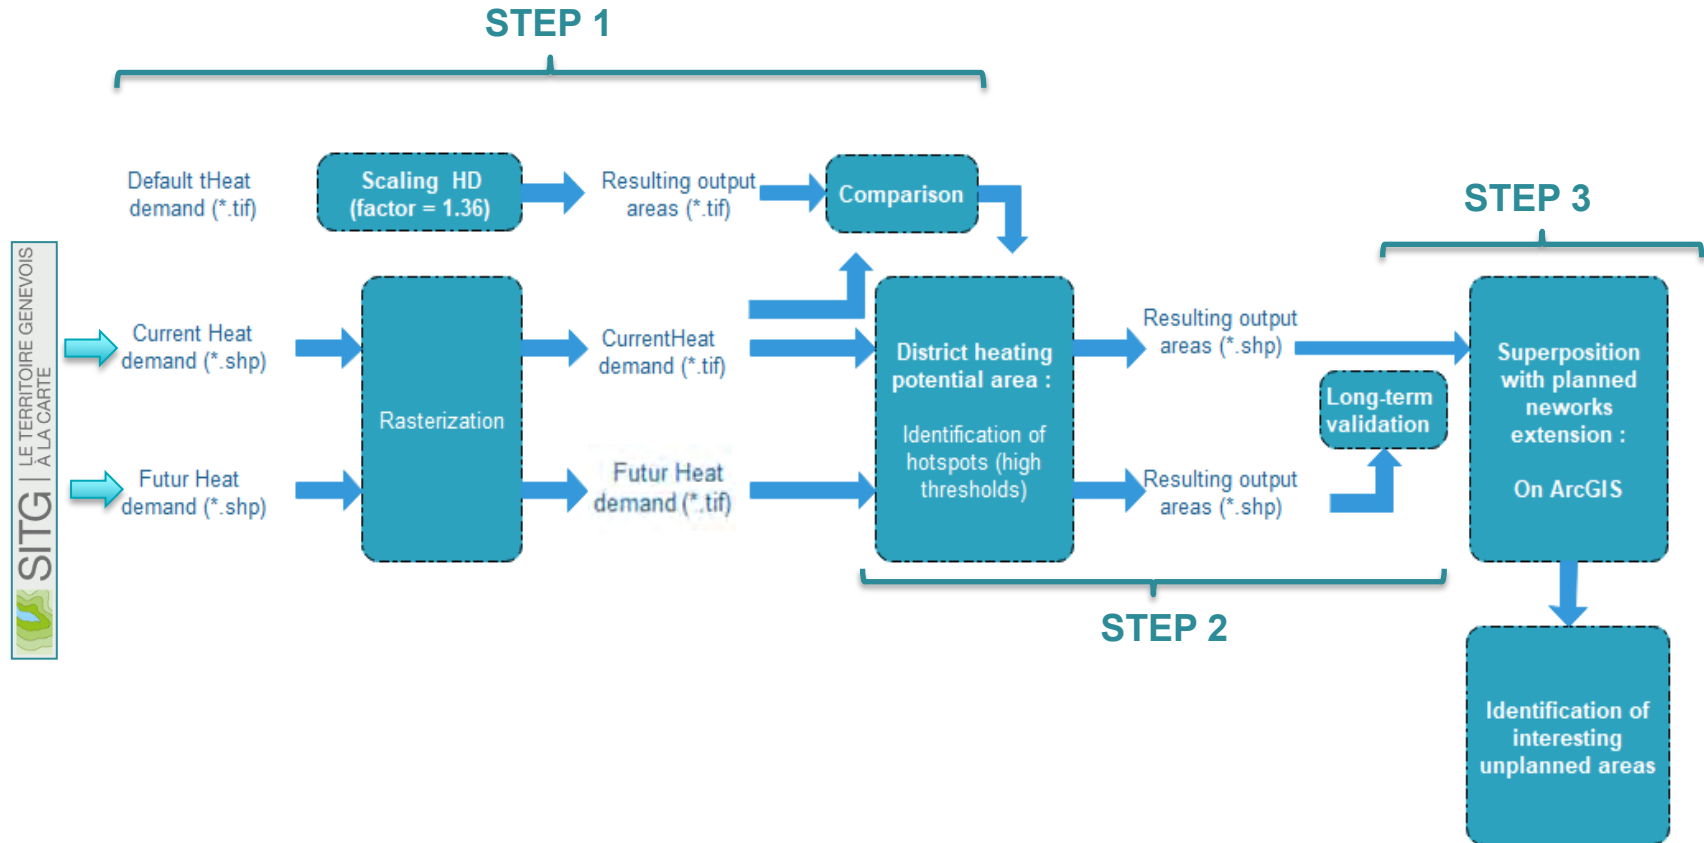 STEP 1
Default tHeat
demand (*.tif)
Scaling HD
(factor = 1.36)
Resulting output
areas (*.tif)
Comparison
STEP 3
SITG
LE TERRITOIRE GENEVOIS
À LA CARTE
Current Heat
demand (*.shp)
Rasterization
CurrentHeat
demand (*.tif)
District heating
potential area :
Identification of
hotspots (high
thresholds)
Resulting output
areas (*.shp)
Long-term
validation
Superposition
with planned
neworks
extension :
On ArcGIS
Futur Heat
demand (*.shp)
Futur Heat
demand (*.tif)
Resulting output
areas (*.shp)
STEP 2
Identification of
interesting
unplanned areas